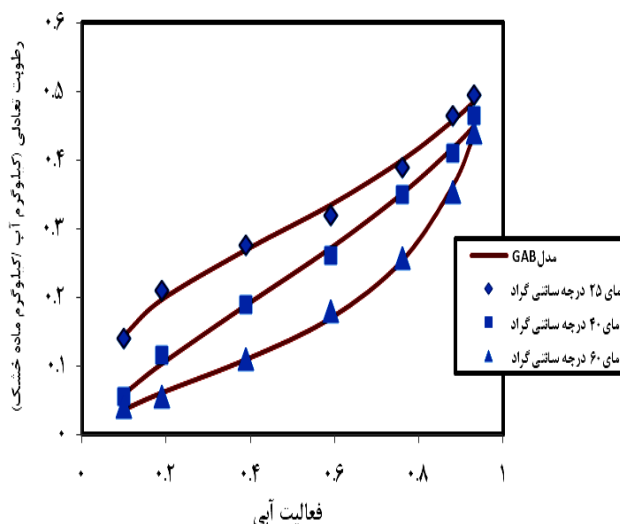 رطوبت تعادلی (کیلوگرم آب /کیلوگرم ماده خشک)
۰.۶
۰.۵
۰.۴
۰.۳
۰.۲
۰.۱
۰
۰ ۰.۲ ۰.۴ ۰.۶ ۰.۸ ۱
فعالیت آبی
مدل GAB
مای ۲۵ درجه سانتی گراد
مای ۴۰ درجه سانتی گراد
مای ۶۰ درجه سانتی گراد